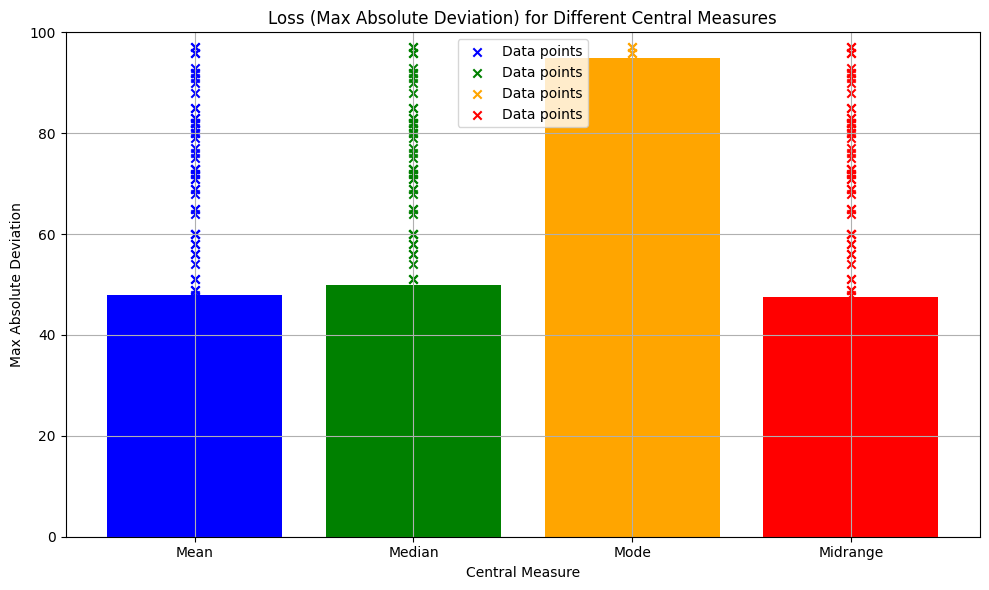 Loss (Max Absolute Deviation) for Different Central Measures
Max Absolute Deviation
100
80
60
40
20
0
Data points
Data points
Data points
Data points
Mean
Median
Mode
Midrange
Central Measure